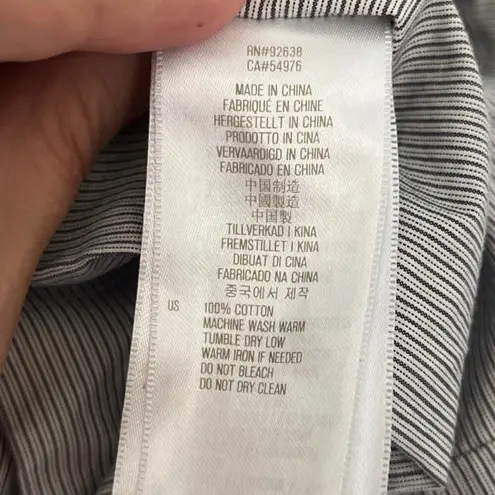 RN#92638
CA#54976
MADE IN CHINA
FABRIQUÉ EN CHINE
HERGESTELLT IN CHINA
PRODOTTO IN CINA
VERVAARDIGD IN CHINA
FABRICADO EN CHINA
中国制造
中國製造
中国製
TILLVERKAD I KINA
FREMSTILLET I KINA
DIBUAT DI CINA
FABRICADO NA CHINA
중국에서 제작
US 100% COTTON
MACHINE WASH WARM
TUMBLE DRY LOW
WARM IRON IF NEEDED
DO NOT BLEACH
DO NOT DRY CLEAN